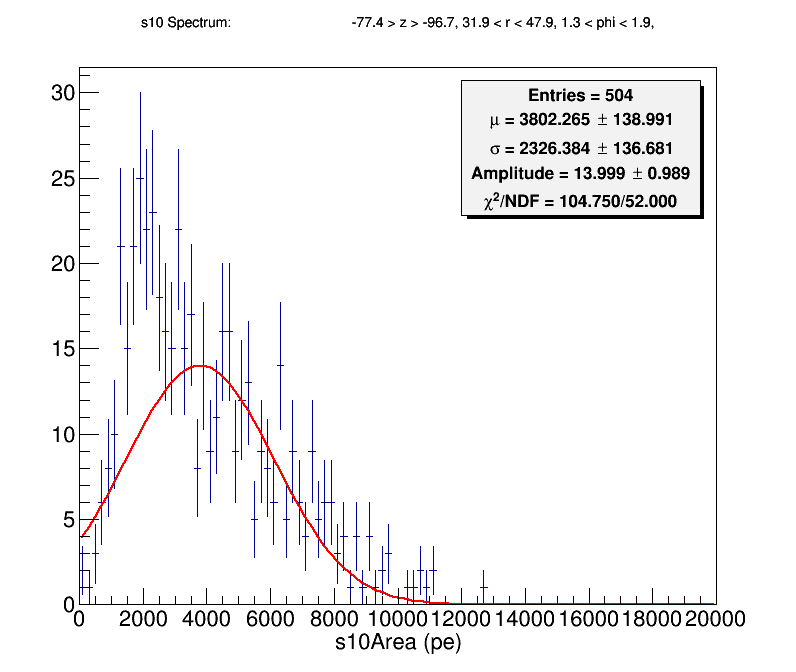 s10 Spectrum: -77.4 > z > -96.7, 31.9 < r < 47.9, 1.3 < phi < 1.9,
Entries = 504
μ = 3802.265 ± 138.991
σ = 2326.384 ± 136.681
Amplitude = 13.999 ± 0.989
χ²/NDF = 104.750/52.000
30
25
20
15
10
5
0
0 2000 4000 6000 8000 10000 12000 14000 16000 18000 20000
s10Area (pe)